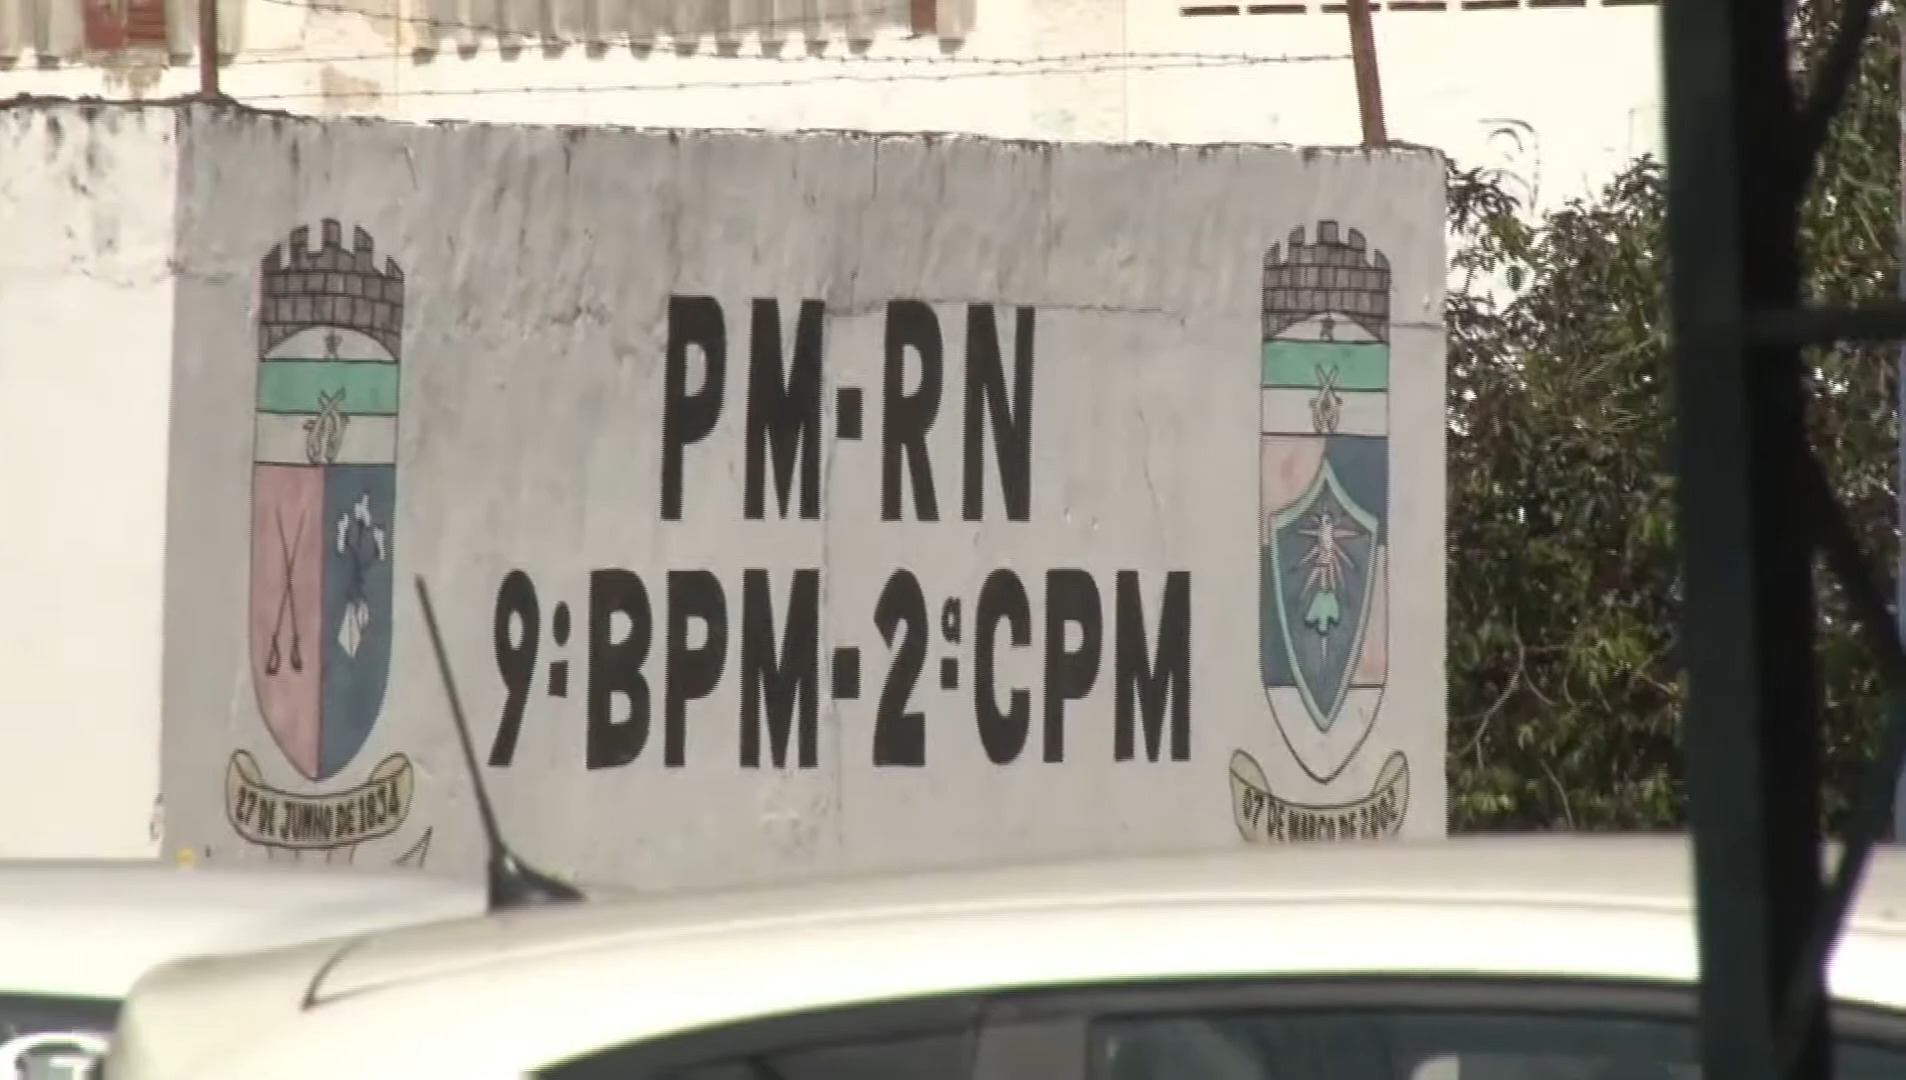 PM-RN
9º BPM-2ª CPM
27 DE JUNHO DE 1834
07 DE MARÇO DE 2002